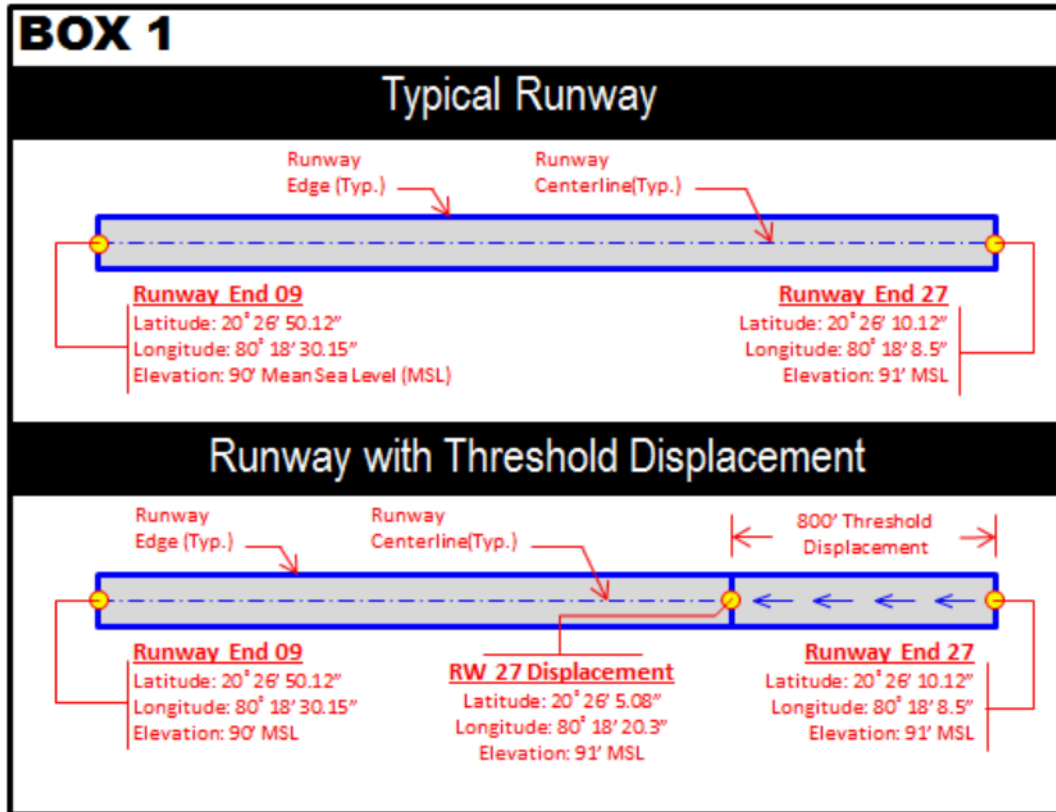 BOX 1
Typical Runway
Runway
Edge (Typ.)
Runway
Centerline(Typ.)
Runway End 09
Latitude: 20° 26' 50.12"
Longitude: 80° 18' 30.15"
Elevation: 90' Mean Sea Level (MSL)
Runway End 27
Latitude: 20° 26' 10.12"
Longitude: 80° 18' 8.5"
Elevation: 91' MSL
Runway with Threshold Displacement
Runway
Edge (Typ.)
Runway
Centerline(Typ.)
800' Threshold
Displacement
Runway End 09
Latitude: 20° 26' 50.12"
Longitude: 80° 18' 30.15"
Elevation: 90' MSL
RW 27 Displacement
Latitude: 20° 26' 5.08"
Longitude: 80° 18' 20.3"
Elevation: 91' MSL
Runway End 27
Latitude: 20° 26' 10.12"
Longitude: 80° 18' 8.5"
Elevation: 91' MSL